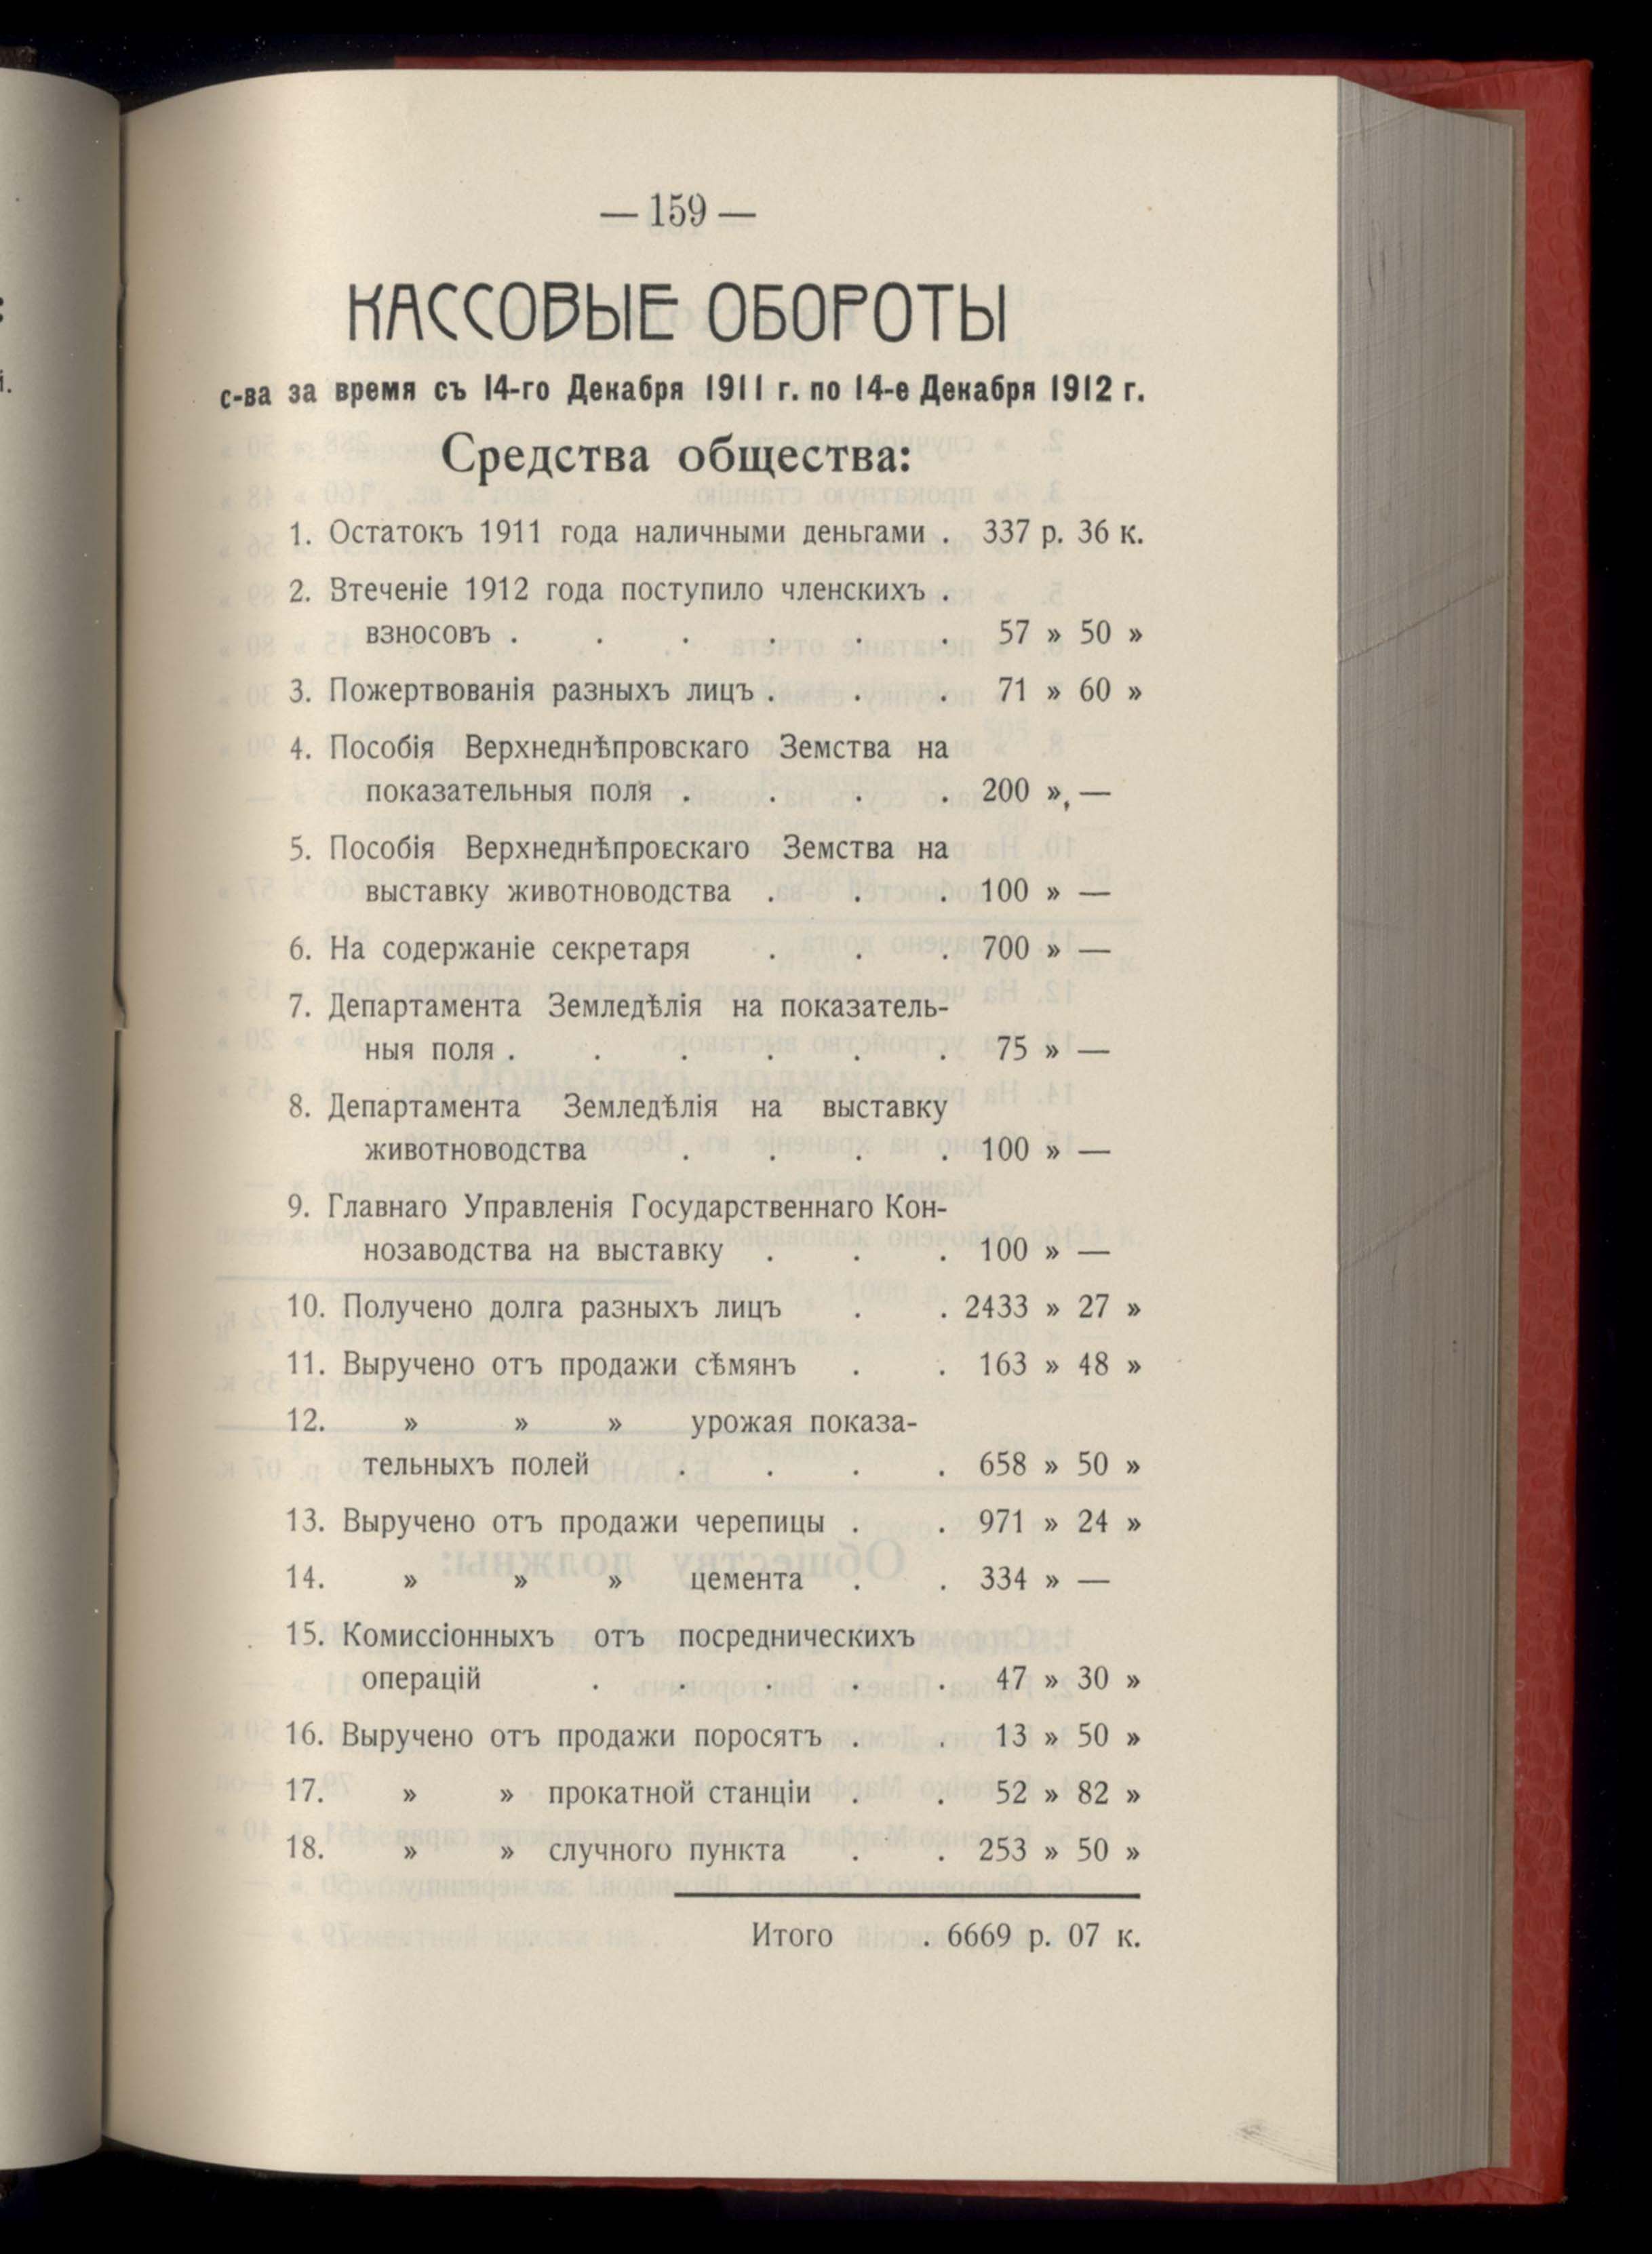 — 159 —
КАССОВЫЕ ОБОРОТЫ
с-ва за время съ 14-го Декабря 1911 г. по 14-е Декабря 1912 г.
Средства общества:
1. Остатокъ 1911 года наличными деньгами . 337 р. 36 к.
2. Втеченіе 1912 года поступило членскихъ .
взносовъ . . . . . . 57 » 50 »
3. Пожертвованія разныхъ лицъ . . . 71 » 60 »
4. Пособія Верхнеднѣпровскаго Земства на
показательныя поля . . . . 200 », —
5. Пособія Верхнеднѣпровскаго Земства на
выставку животноводства . . . 100 » —
6. На содержаніе секретаря . . . 700 » —
7. Департамента Земледѣлія на показатель-
ныя поля . . . . . . 75 » —
8. Департамента Земледѣлія на выставку
животноводства . . . . 100 » —
9. Главнаго Управленія Государственнаго Кон-
нозаводства на выставку . . . 100 » —
10. Получено долга разныхъ лицъ . . 2433 » 27 »
11. Выручено отъ продажи сѣмянъ . . 163 » 48 »
12. » » » урожая показа-
тельныхъ полей . . . . 658 » 50 »
13. Выручено отъ продажи черепицы . . 971 » 24 »
14. » » » цемента . . 334 » —
15. Комиссіонныхъ отъ посредническихъ
операцій . . . . . 47 » 30 »
16. Выручено отъ продажи поросятъ . . 13 » 50 »
17. » » прокатной станціи . . 52 » 82 »
18. » » случного пункта . . 253 » 50 »
Итого . 6669 р. 07 к.